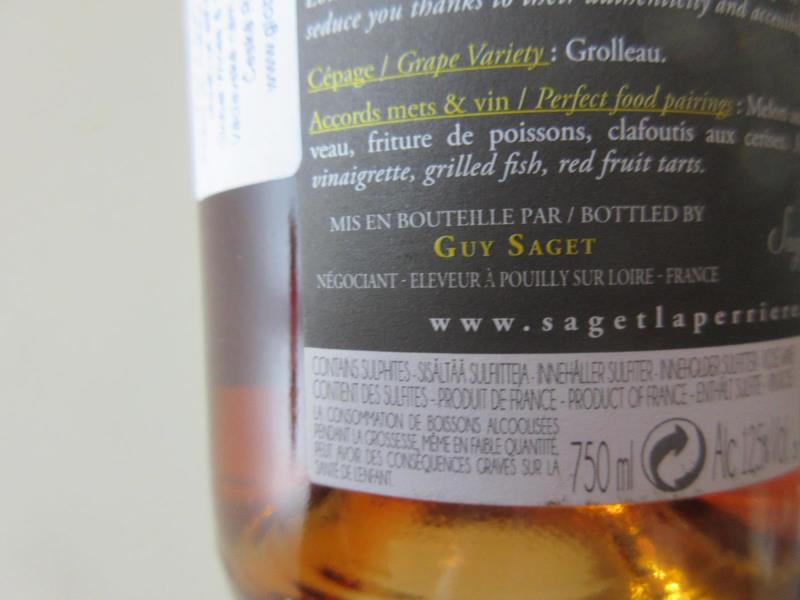 seduce you thanks to their authenticity and
Cépage / Grape Variety : Grolleau.
Accords mets & vin / Perfect food pairings : Melon
veau, friture de poissons, clafoutis aux cerises.
vinaigrette, grilled fish, red fruit tarts.
MIS EN BOUTEILLE PAR / BOTTLED BY
GUY SAGET
NÉGOCIANT - ELEVEUR À POUILLY SUR LOIRE - FRANCE
www.sagetlaperriere
CONTAINS SULPHITES - SISÄLTÄÄ SULFIITTEJA - INNEHÅLLER SULFITER - INNEHOLDER SULFITTER -
CONTIENT DES SULFITES - PRODUIT DE FRANCE - PRODUCT OF FRANCE - ENTHÄLT SULFITE -
LA CONSOMMATION DE BOISSONS ALCOOLISÉES
PENDANT LA GROSSESSE, MÊME EN FAIBLE QUANTITÉ,
PEUT AVOIR DES CONSÉQUENCES GRAVES SUR LA
SANTÉ DE L'ENFANT.
750 ml
Alc 12,5% Vol.